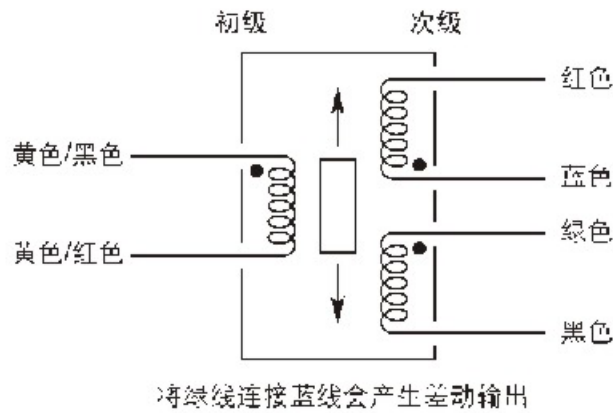 初级
次级
红色
黄色/黑色
蓝色
绿色
黄色/红色
黑色
将绿线连接蓝线会产生差动输出